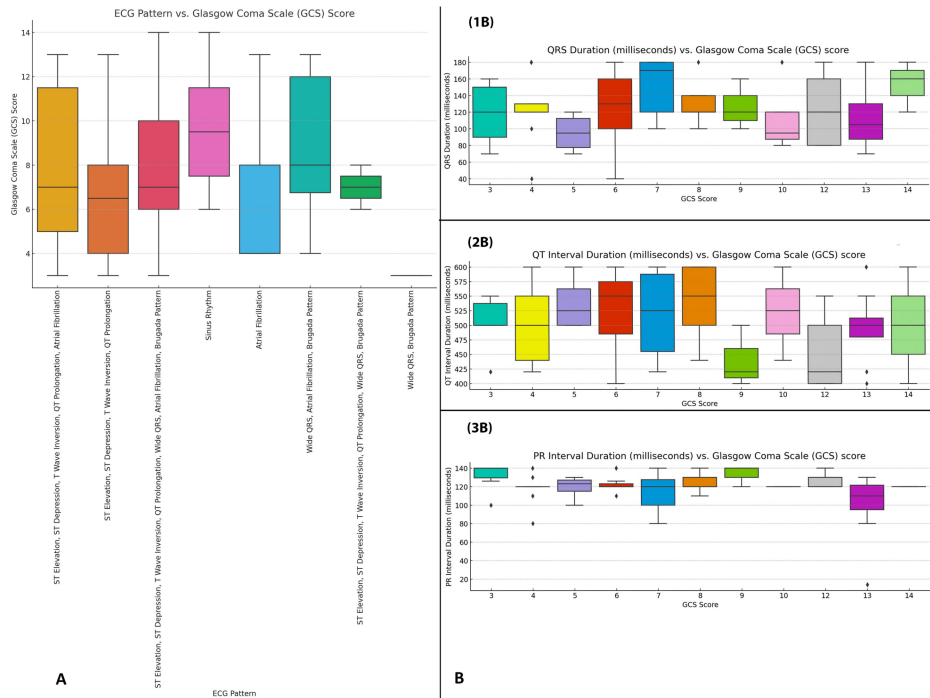 ECG Pattern vs. Glasgow Coma Scale (GCS) Score
Glasgow Coma Scale (GCS) Score
14
12
10
8
6
4
ST Elevation, ST Depression, T Wave Inversion, QT Prolongation, Atrial Fibrillation
ST Elevation, ST Depression, T Wave Inversion, QT Prolongation
ST Elevation, ST Depression, T Wave Inversion, QT Prolongation, Wide QRS, Atrial Fibrillation, Brugada Pattern
Sinus Rhythm
Atrial Fibrillation
Wide QRS, Atrial Fibrillation, Brugada Pattern
ST Elevation, ST Depression, T Wave Inversion, QT Prolongation, Wide QRS, Brugada Pattern
Wide QRS, Brugada Pattern
ECG Pattern
A
(1B)
QRS Duration (milliseconds) vs. Glasgow Coma Scale (GCS) score
QRS Duration (milliseconds)
180
160
140
120
100
80
60
40
3 4 5 6 7 8 9 10 12 13 14
GCS Score
(2B)
QT Interval Duration (milliseconds) vs. Glasgow Coma Scale (GCS) score
QT Interval Duration (milliseconds)
600
575
550
525
500
475
450
425
400
3 4 5 6 7 8 9 10 12 13 14
GCS Score
(3B)
PR Interval Duration (milliseconds) vs. Glasgow Coma Scale (GCS) score
PR Interval Duration (milliseconds)
140
120
100
80
60
40
20
3 4 5 6 7 8 9 10 12 13 14
GCS Score
B